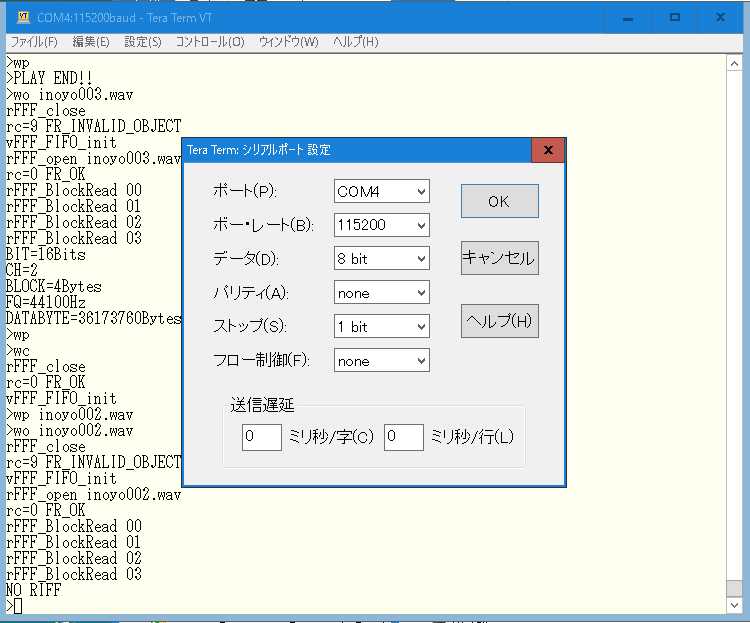 COM4:115200baud - Tera Term VT
ファイル(F) 編集(E) 設定(S) コントロール(O) ウィンドウ(W) ヘルプ(H)
>wp
>PLAY END!!
>wo inoyo003.wav
rFFF_close
rc=9 FR_INVALID_OBJECT
vFFF_FIFO_init
rFFF_open inoyo003.wav
rc=0 FR_OK
rFFF_BlockRead 00
rFFF_BlockRead 01
rFFF_BlockRead 02
rFFF_BlockRead 03
BIT=16Bits
CH=2
BLOCK=4Bytes
FQ=44100Hz
DATABYTE=36173760Bytes
>wp
>wc
rFFF_close
rc=0 FR_OK
vFFF_FIFO_init
>wp inoyo002.wav
>wo inoyo002.wav
rFFF_close
rc=9 FR_INVALID_OBJECT
vFFF_FIFO_init
rFFF_open inoyo002.wav
rc=0 FR_OK
rFFF_BlockRead 00
rFFF_BlockRead 01
rFFF_BlockRead 02
rFFF_BlockRead 03
NO RIFF
>
Tera Term: シリアルポート 設定
ポート(P): COM4
OK
ボー・レート(B): 115200
データ(D): 8 bit
キャンセル
パリティ(A): none
ストップ(S): 1 bit
ヘルプ(H)
フロー制御(F): none
送信遅延
0 ミリ秒/字(C) 0 ミリ秒/行(L)